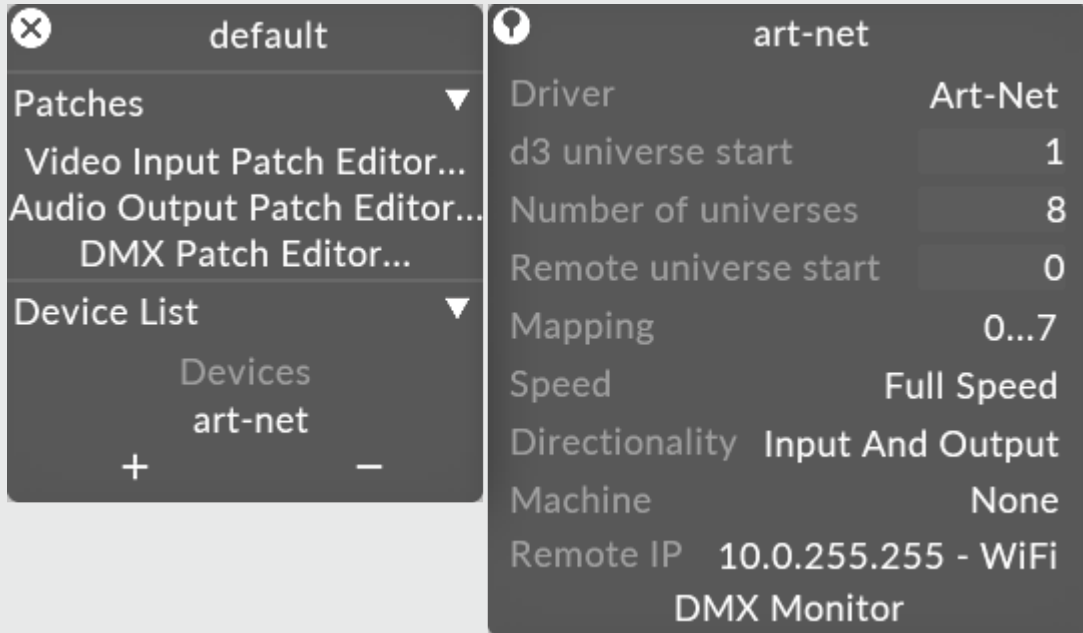 default
Patches
Video Input Patch Editor...
Audio Output Patch Editor...
DMX Patch Editor...
Device List
Devices
art-net
+ −
art-net
Driver Art-Net
d3 universe start 1
Number of universes 8
Remote universe start 0
Mapping 0...7
Speed Full Speed
Directionality Input And Output
Machine None
Remote IP 10.0.255.255 - WiFi
DMX Monitor